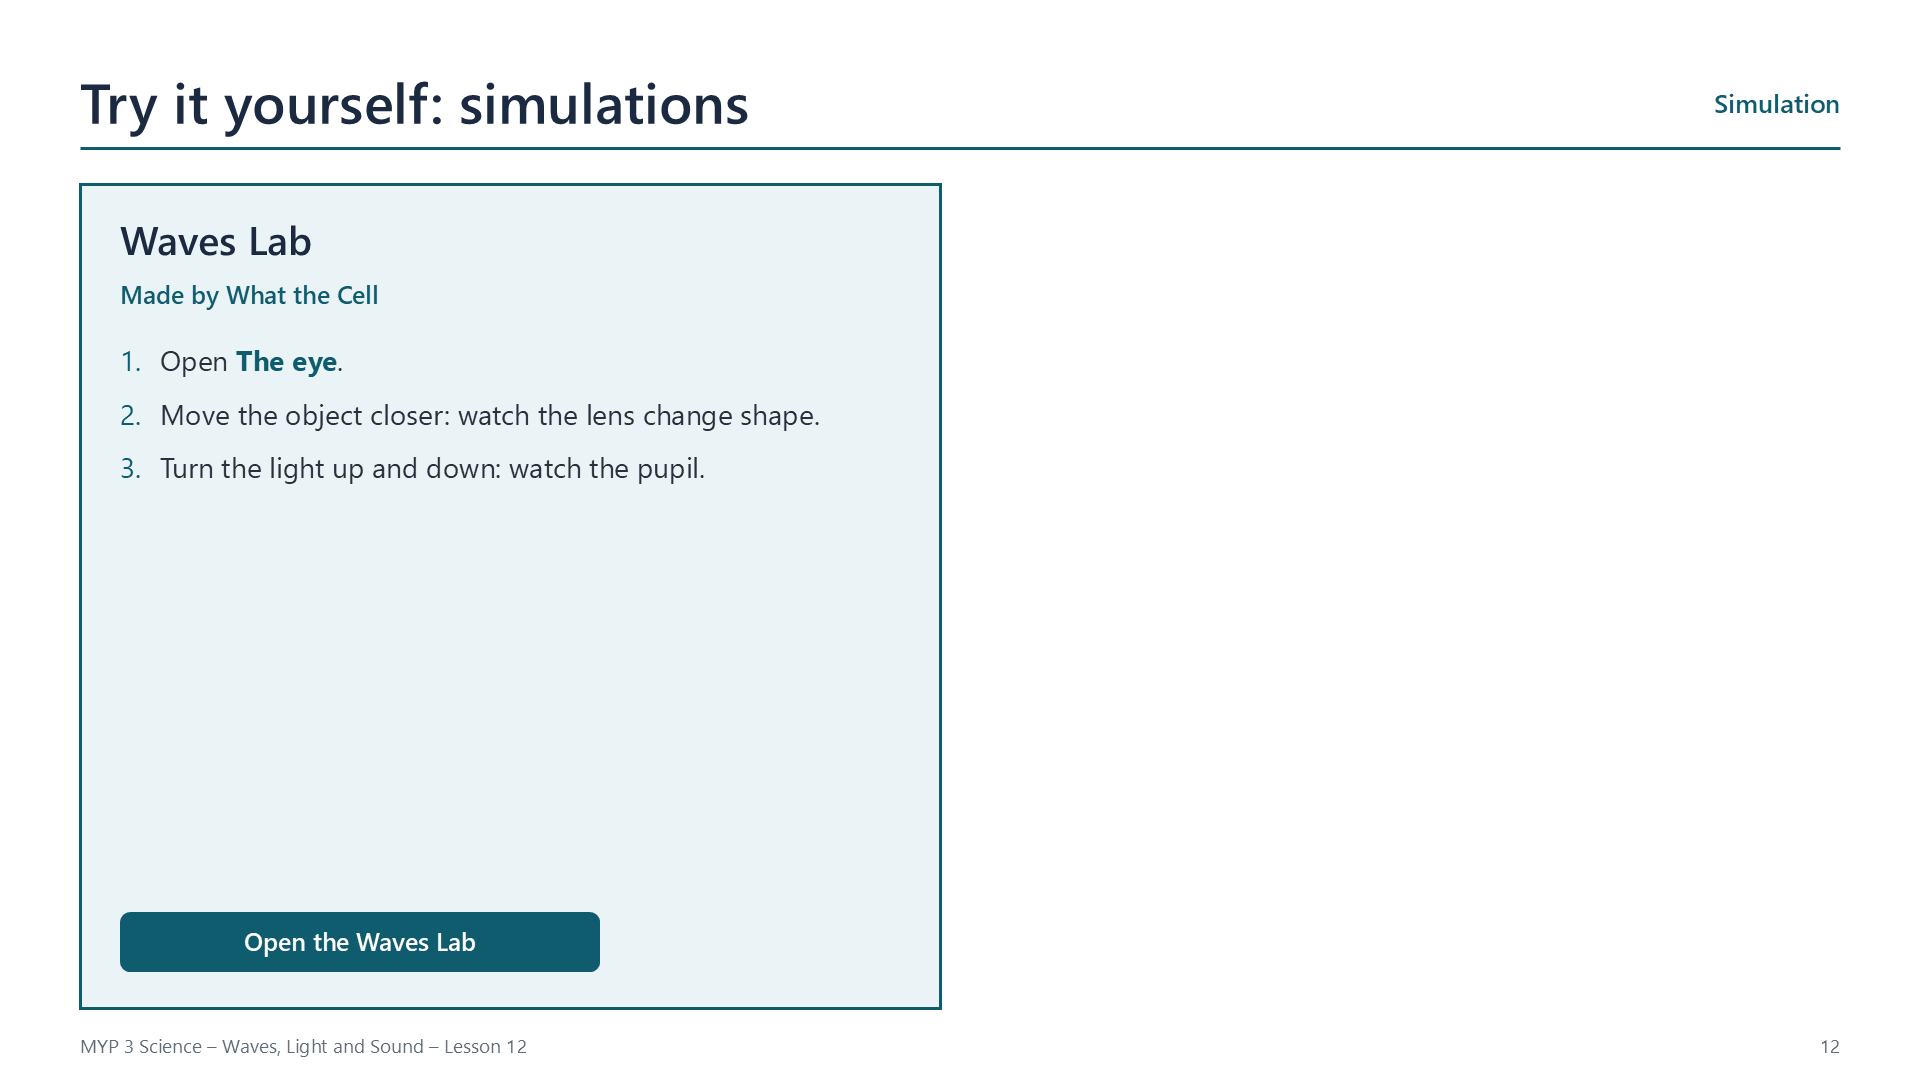 Try it yourself: simulations
Simulation
Waves Lab
Made by What the Cell
1. Open The eye.
2. Move the object closer: watch the lens change shape.
3. Turn the light up and down: watch the pupil.
Open the Waves Lab
MYP 3 Science – Waves, Light and Sound – Lesson 12
12